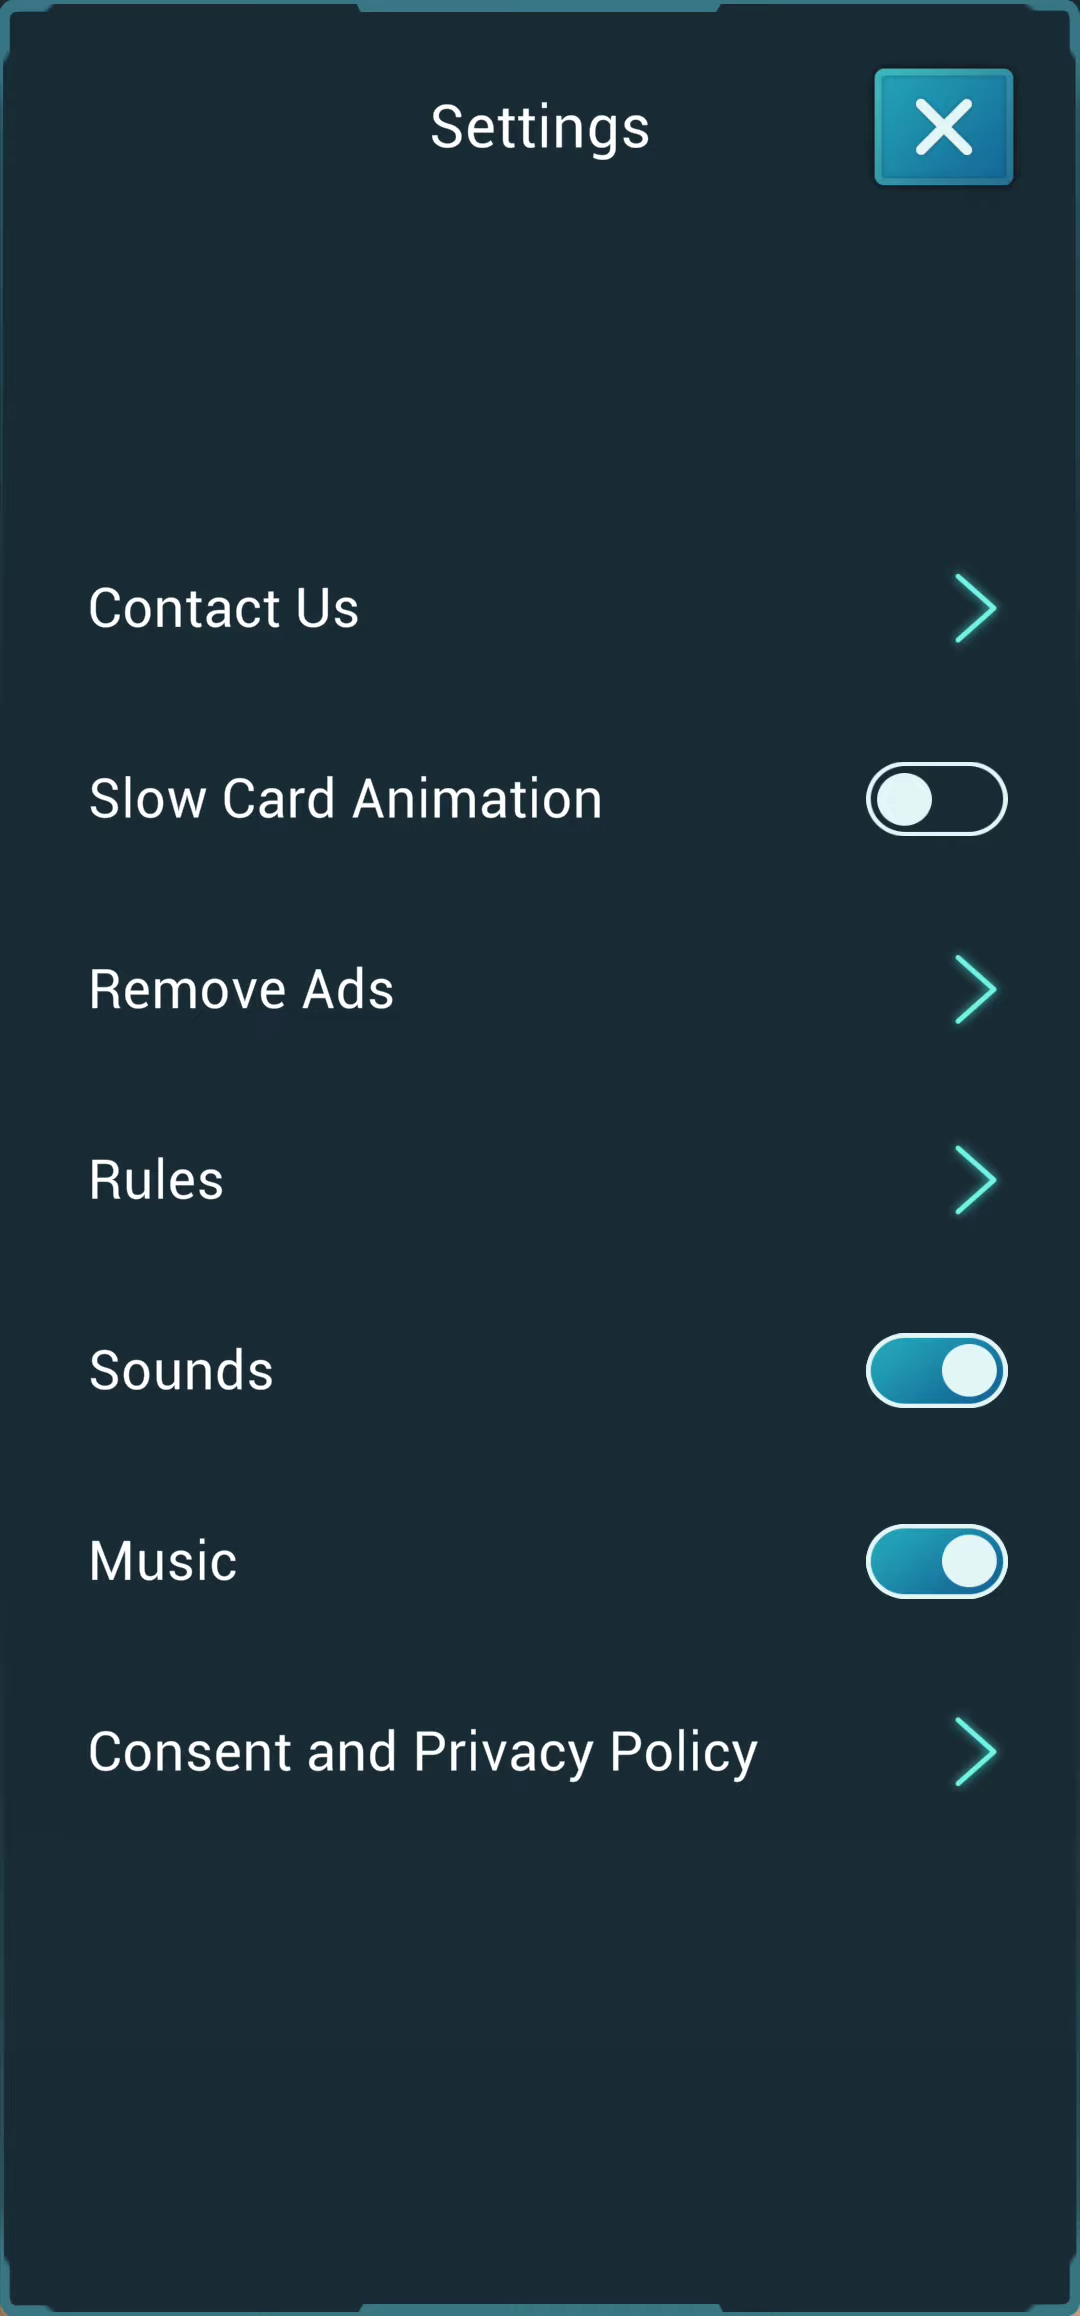 Settings
Contact Us
Slow Card Animation
Remove Ads
Rules
Sounds
Music
Consent and Privacy Policy